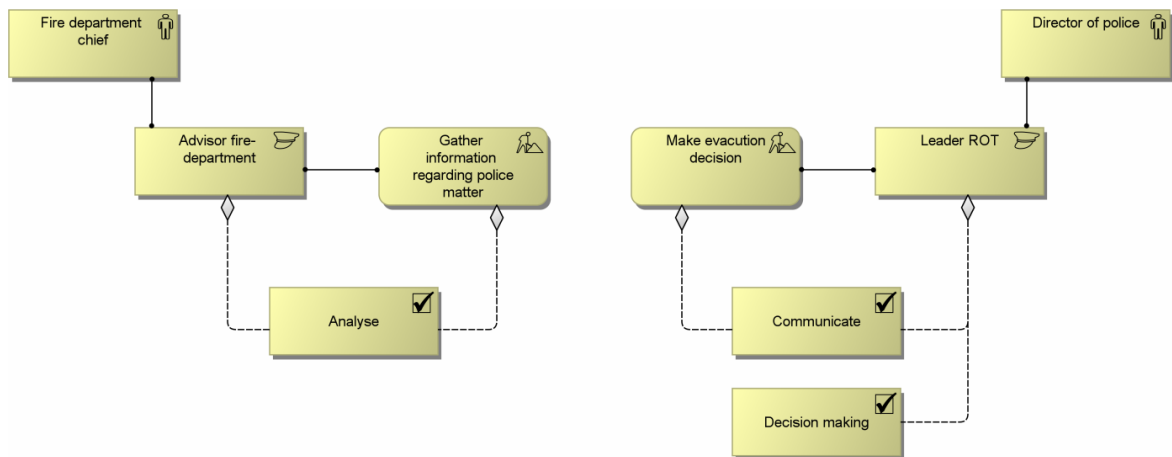 Fire department
chief
Director of police
Advisor fire-
department
Gather
information
regarding police
matter
Make evacution
decision
Leader ROT
Analyse
Communicate
Decision making